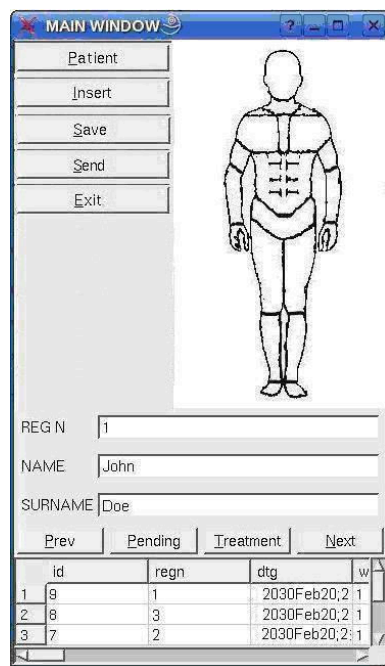 MAIN WINDOW ?
Patient
Insert
Save
Send
Exit
REG N 1
NAME John
SURNAME Doe
Prev Pending Treatment Next
id regn dtg w
1 9 1 2030Feb20;2 1
2 8 3 2030Feb20;2 1
3 7 2 2030Feb20;2 1